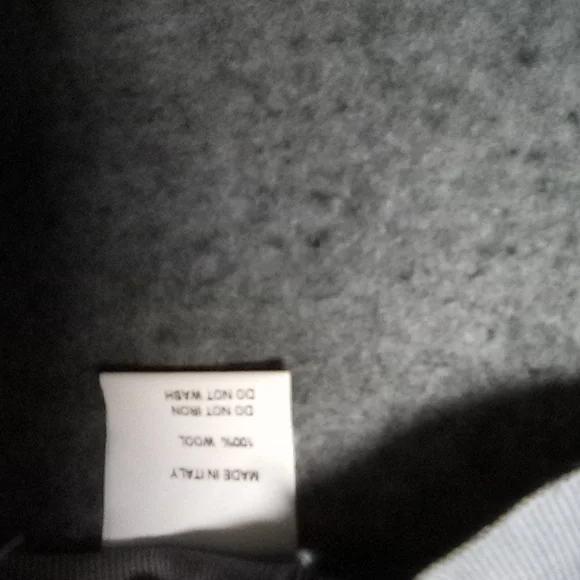 MADE IN ITALY
100% WOOL
DO NOT IRON
DO NOT WASH